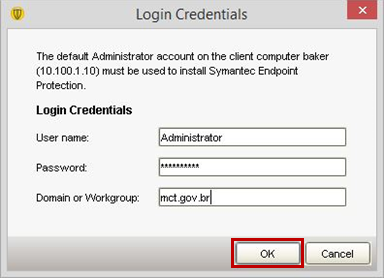 Login Credentials
The default Administrator account on the client computer baker
(10.100.1.10) must be used to install Symantec Endpoint
Protection.
Login Credentials
User name: Administrator
Password: **********
Domain or Workgroup: mct.gov.br
OK Cancel